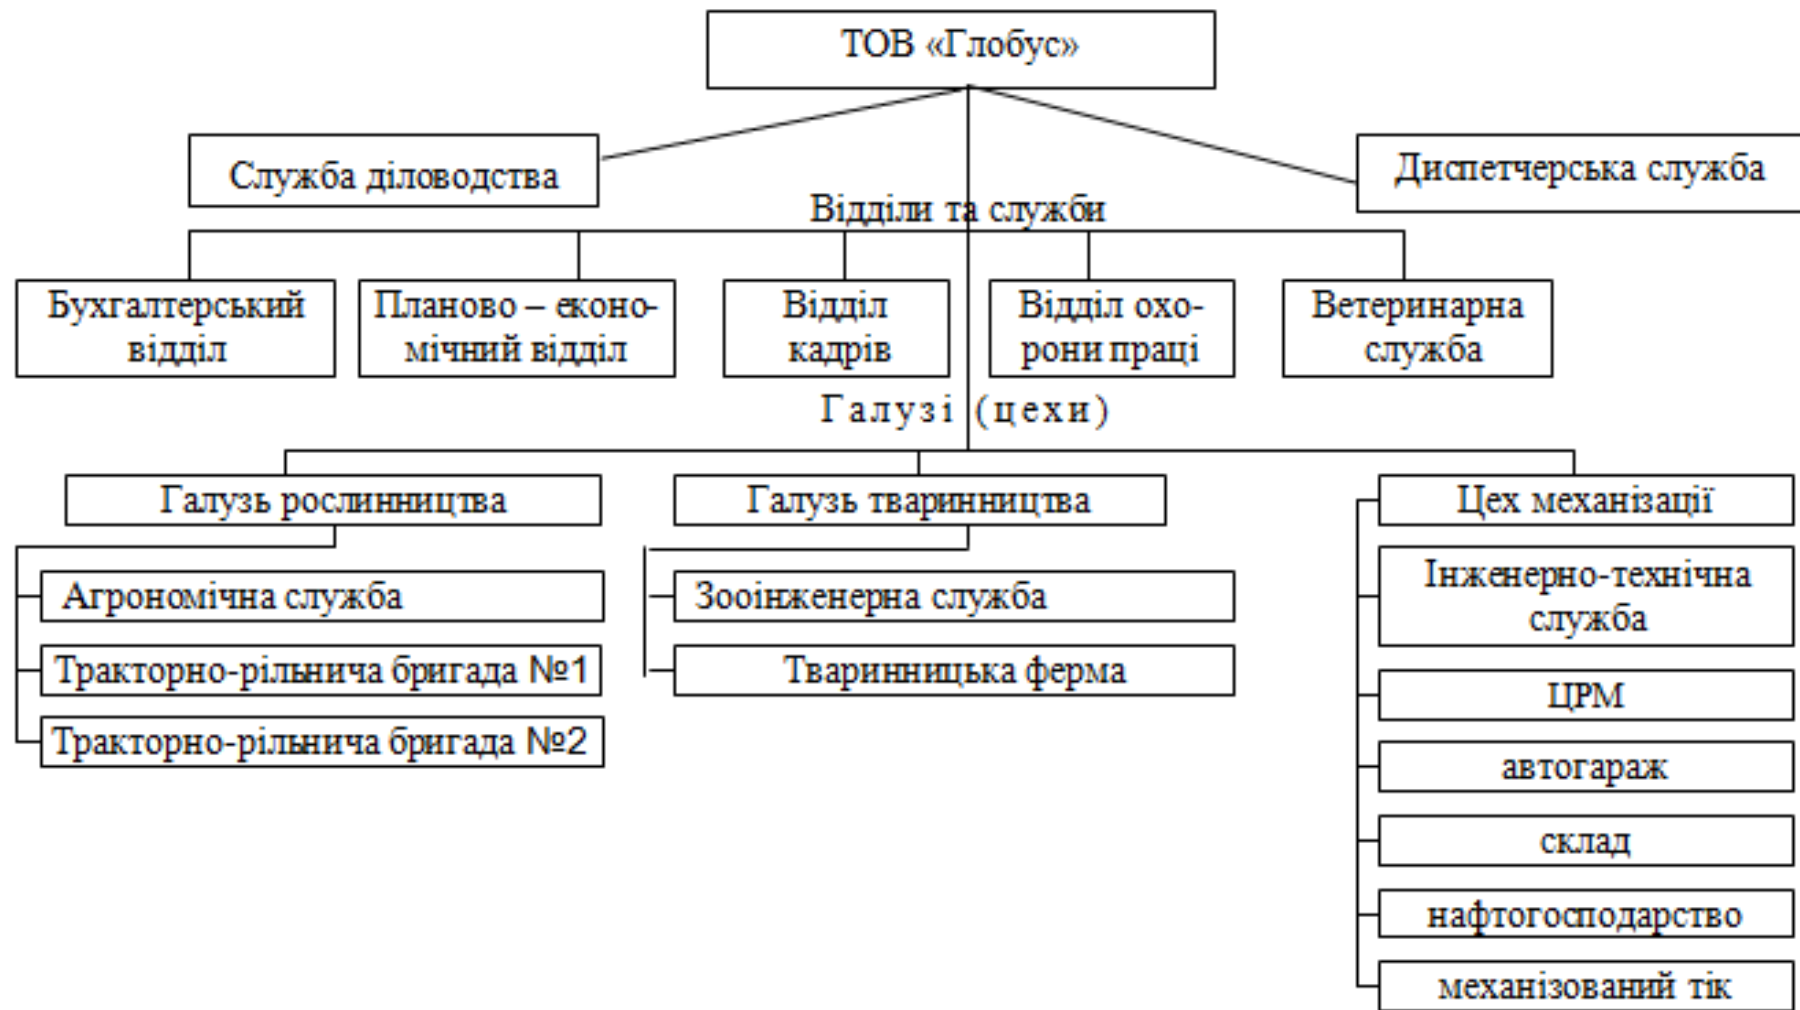 ТОВ «Глобус»
Служба діловодства
Диспетчерська служба
Відділи та служби
Бухгалтерський
відділ
Планово – еконо-
мічний відділ
Відділ
кадрів
Відділ охо-
рони праці
Ветеринарна
служба
Галузі (цехи)
Галузь рослинництва
Агрономічна служба
Тракторно-рільнича бригада №1
Тракторно-рільнича бригада №2
Галузь тваринництва
Зооінженерна служба
Тваринницька ферма
Цех механізації
Інженерно-технічна
служба
ЦРМ
автогараж
склад
нафтогосподарство
механізований тік